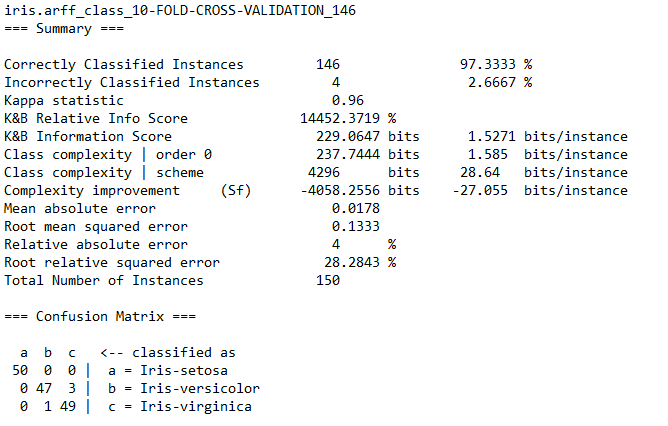 iris.arff_class_10-FOLD-CROSS-VALIDATION_146
=== Summary ===
Correctly Classified Instances 146 97.3333 %
Incorrectly Classified Instances 4 2.6667 %
Kappa statistic 0.96
K&B Relative Info Score 14452.3719 %
K&B Information Score 229.0647 bits 1.5271 bits/instance
Class complexity | order 0 237.7444 bits 1.585 bits/instance
Class complexity | scheme 4296 bits 28.64 bits/instance
Complexity improvement (Sf) -4058.2556 bits -27.055 bits/instance
Mean absolute error 0.0178
Root mean squared error 0.1333
Relative absolute error 4 %
Root relative squared error 28.2843 %
Total Number of Instances 150
=== Confusion Matrix ===
a b c <-- classified as
50 0 0 | a = Iris-setosa
0 47 3 | b = Iris-versicolor
0 1 49 | c = Iris-virginica